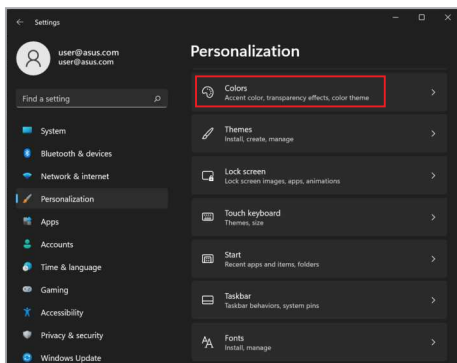 Settings
user@asus.com
user@asus.com
Find a setting
System
Bluetooth & devices
Network & internet
Personalization
Apps
Accounts
Time & language
Gaming
Accessibility
Privacy & security
Windows Update
Personalization
Colors
Accent color, transparency effects, color theme
Themes
Install, create, manage
Lock screen
Lock screen images, apps, animations
Touch keyboard
Themes, size
Start
Recent apps and items, folders
Taskbar
Taskbar behaviors, system pins
Fonts
Install, manage